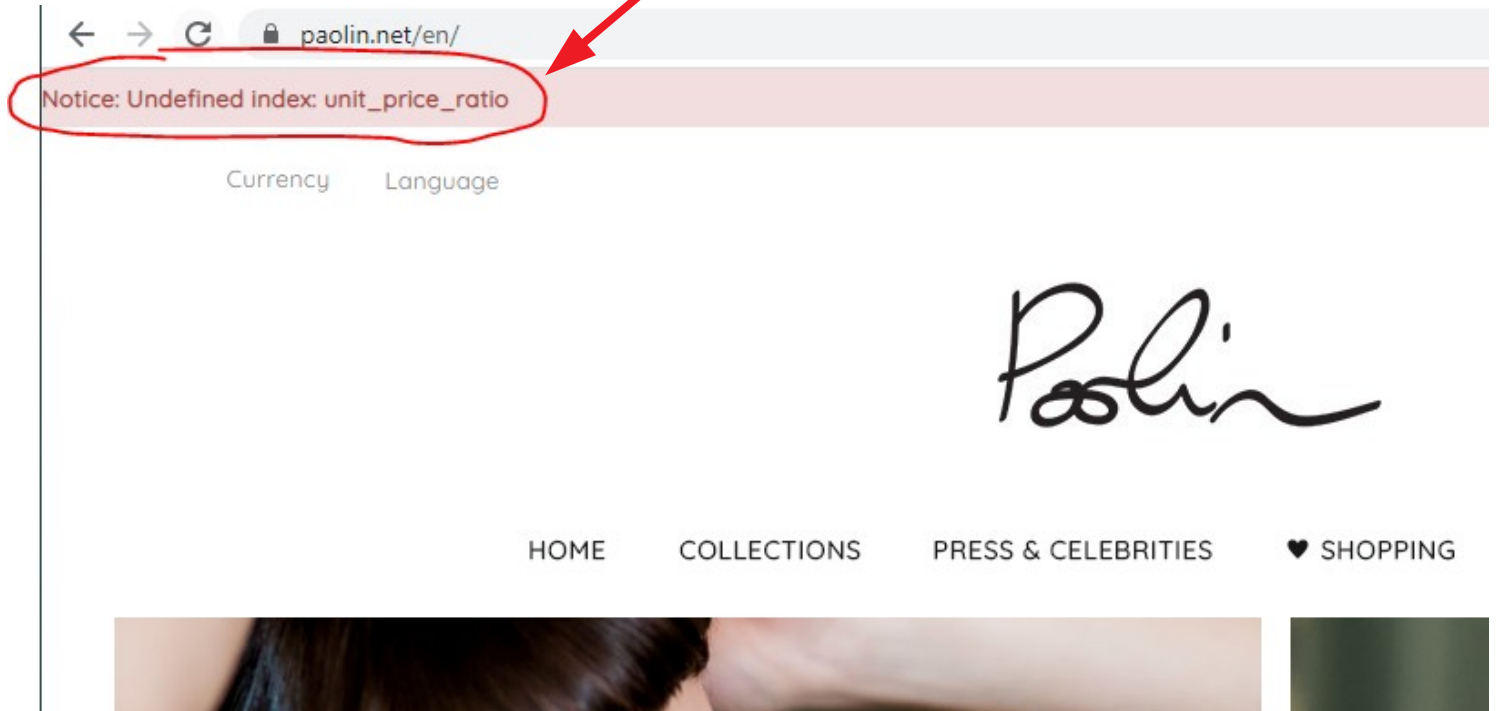 paolin.net/en/
Notice: Undefined index: unit_price_ratio
Currency Language
Paolin
HOME COLLECTIONS PRESS & CELEBRITIES ♥ SHOPPING